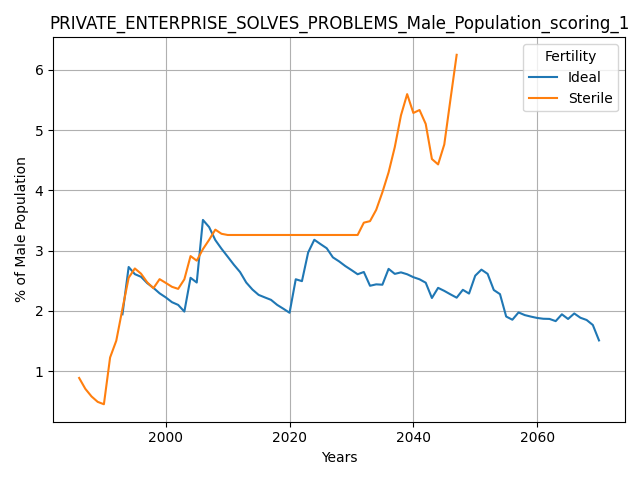 PRIVATE_ENTERPRISE_SOLVES_PROBLEMS_Male_Population_scoring_1
Fertility
Ideal
Sterile
% of Male Population
6
5
4
3
2
1
2000 2020 2040 2060
Years